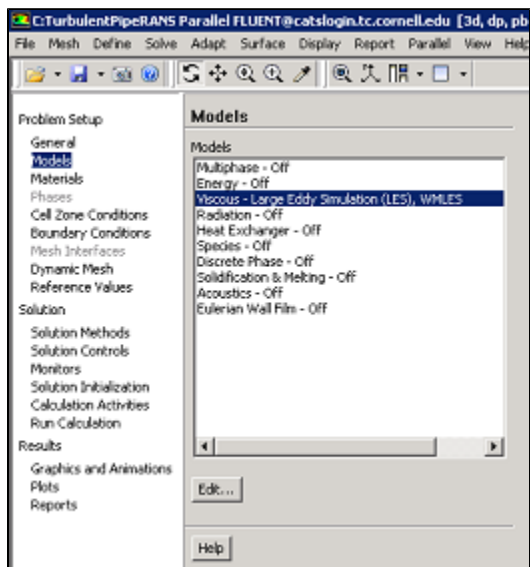 C:TurbulentPipeRANS Parallel FLUENT@catslogin.tc.cornell.edu [3d, dp, pb
File Mesh Define Solve Adapt Surface Display Report Parallel View Help
Problem Setup
General
Models
Materials
Phases
Cell Zone Conditions
Boundary Conditions
Mesh Interfaces
Dynamic Mesh
Reference Values
Solution
Solution Methods
Solution Controls
Monitors
Solution Initialization
Calculation Activities
Run Calculation
Results
Graphics and Animations
Plots
Reports
Models
Models
Multiphase - Off
Energy - Off
Viscous - Large Eddy Simulation (LES), WMLES
Radiation - Off
Heat Exchanger - Off
Species - Off
Discrete Phase - Off
Solidification & Melting - Off
Acoustics - Off
Eulerian Wall Film - Off
Edit...
Help